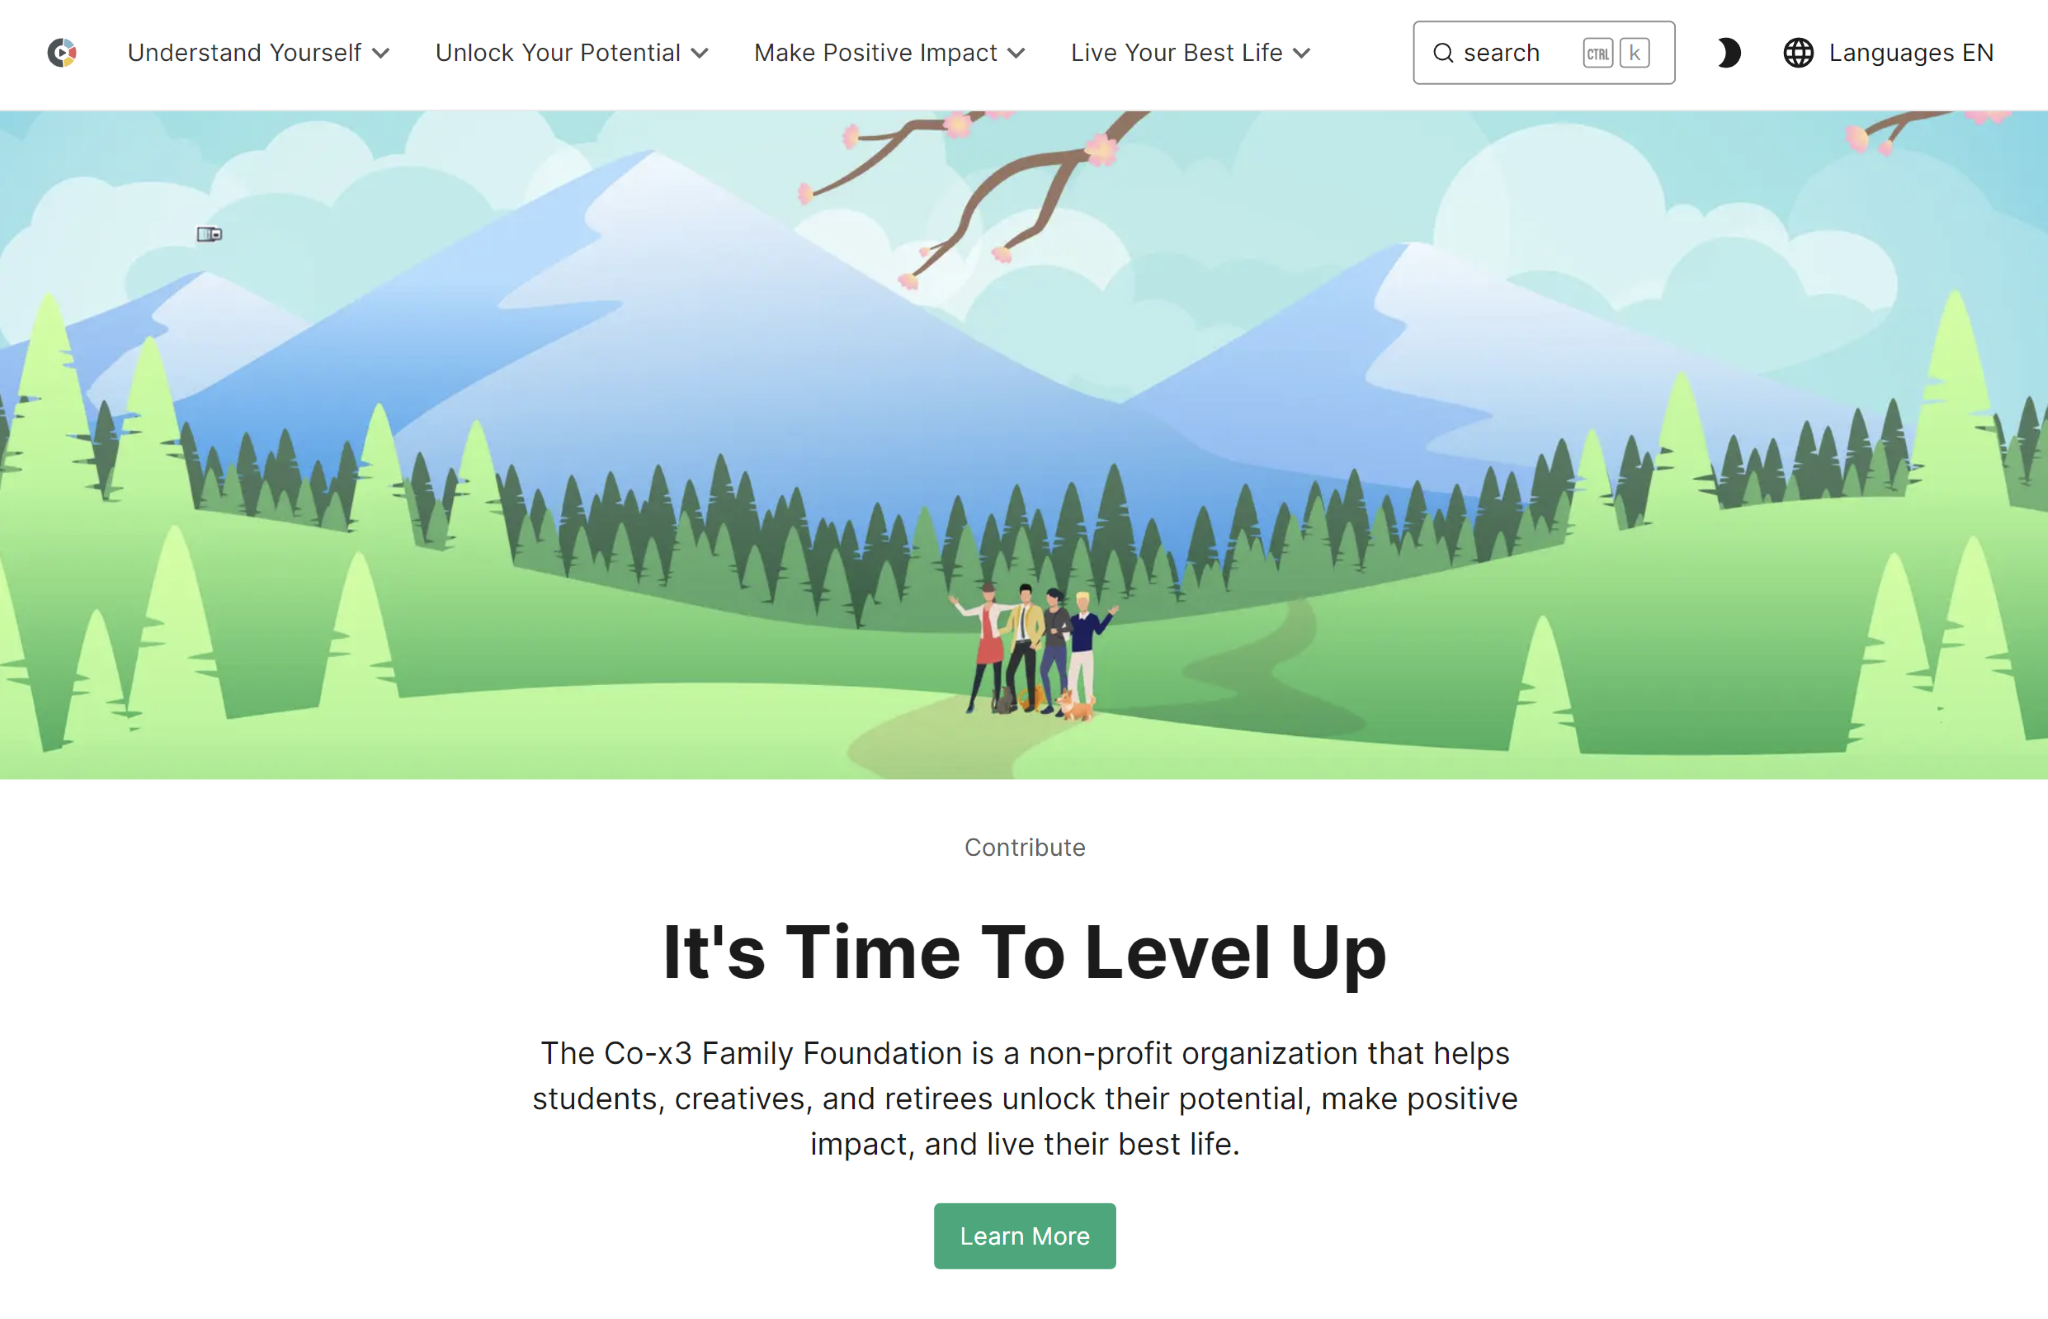 Understand Yourself
Unlock Your Potential
Make Positive Impact
Live Your Best Life
search
CTRL k
Languages EN
Contribute
It's Time To Level Up
The Co-x3 Family Foundation is a non-profit organization that helps
students, creatives, and retirees unlock their potential, make positive
impact, and live their best life.
Learn More